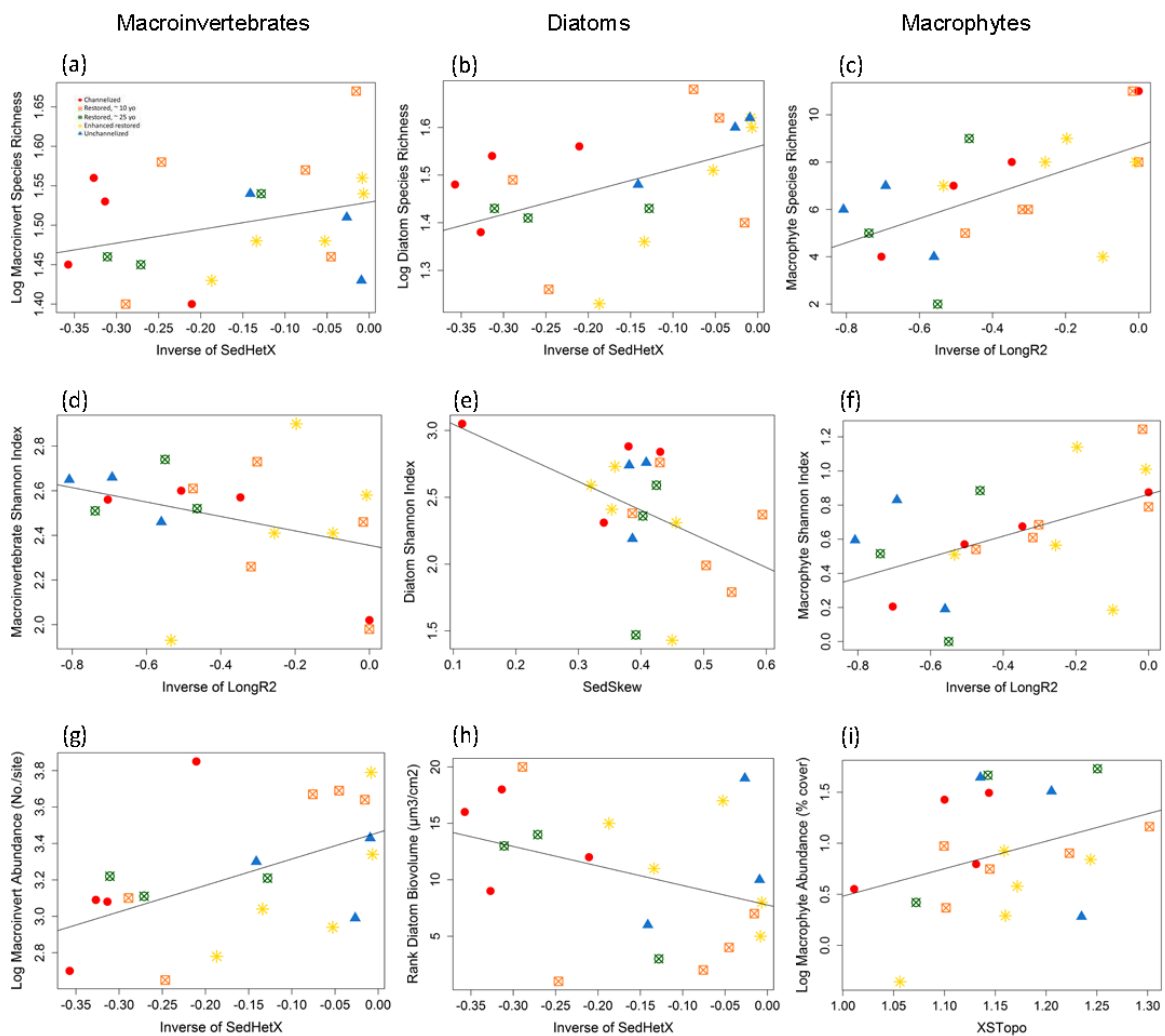 Macroinvertebrates
Diatoms
Macrophytes
(a)
Log Macroinvert Species Richness
1.65
1.60
1.55
1.50
1.45
1.40
Channelized
Restored, ~ 10 yo
Restored, ~ 25 yo
Enhanced restored
Unchannelized
-0.35 -0.30 -0.25 -0.20 -0.15 -0.10 -0.05 0.00
Inverse of SedHetX
(b)
Log Diatom Species Richness
1.6
1.5
1.4
1.3
-0.35 -0.30 -0.25 -0.20 -0.15 -0.10 -0.05 0.00
Inverse of SedHetX
(c)
Macrophyte Species Richness
10
8
6
4
2
-0.8 -0.6 -0.4 -0.2 0.0
Inverse of LongR2
(d)
Macroinvertebrate Shannon Index
2.8
2.6
2.4
2.2
2.0
-0.8 -0.6 -0.4 -0.2 0.0
Inverse of LongR2
(e)
Diatom Shannon Index
3.0
2.5
2.0
1.5
0.1 0.2 0.3 0.4 0.5 0.6
SedSkew
(f)
Macrophyte Shannon Index
1.2
1.0
0.8
0.6
0.4
0.2
0.0
-0.8 -0.6 -0.4 -0.2 0.0
Inverse of LongR2
(g)
Log Macroinvert Abundance (No./site)
3.8
3.6
3.4
3.2
3.0
2.8
-0.35 -0.30 -0.25 -0.20 -0.15 -0.10 -0.05 0.00
Inverse of SedHetX
(h)
Rank Diatom Biovolume (µm3/cm2)
20
15
10
5
-0.35 -0.30 -0.25 -0.20 -0.15 -0.10 -0.05 0.00
Inverse of SedHetX
(i)
Log Macrophyte Abundance (% cover)
1.5
1.0
0.5
0.0
1.00 1.05 1.10 1.15 1.20 1.25 1.30
XSTopo